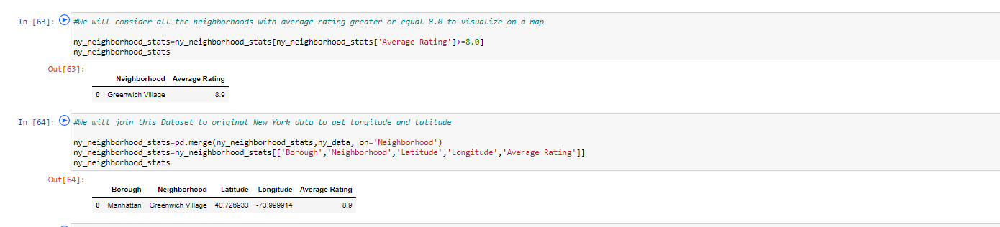 In [63]: #We will consider all the neighborhoods with average rating greater or equal 8.0 to visualize on a map
ny_neighborhood_stats=ny_neighborhood_stats[ny_neighborhood_stats['Average Rating']>=8.0]
ny_neighborhood_stats
Out[63]:
Neighborhood Average Rating
0 Greenwich Village 8.9
In [64]: #We will join this Dataset to original New York data to get longitude and latitude
ny_neighborhood_stats=pd.merge(ny_neighborhood_stats,ny_data, on='Neighborhood')
ny_neighborhood_stats=ny_neighborhood_stats[['Borough','Neighborhood','Latitude','Longitude','Average Rating']]
ny_neighborhood_stats
Out[64]:
Borough Neighborhood Latitude Longitude Average Rating
0 Manhattan Greenwich Village 40.726933 -73.999914 8.9